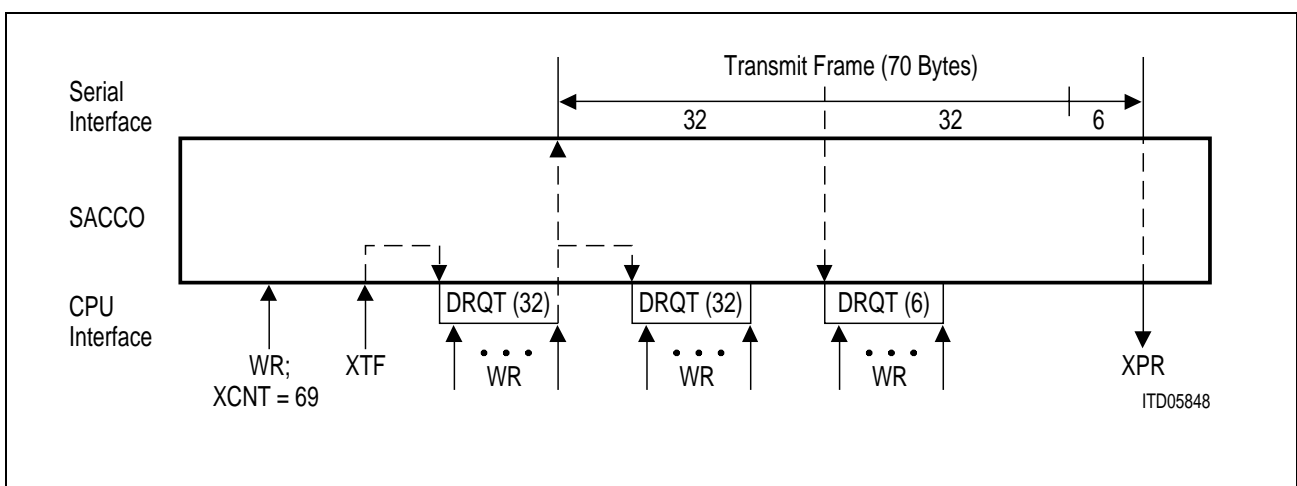 Transmit Frame (70 Bytes)
Serial
Interface
32 32 6
SACCO
CPU
Interface
DRQT (32) DRQT (32) DRQT (6)
WR; XTF WR WR WR XPR
XCNT = 69
ITD05848